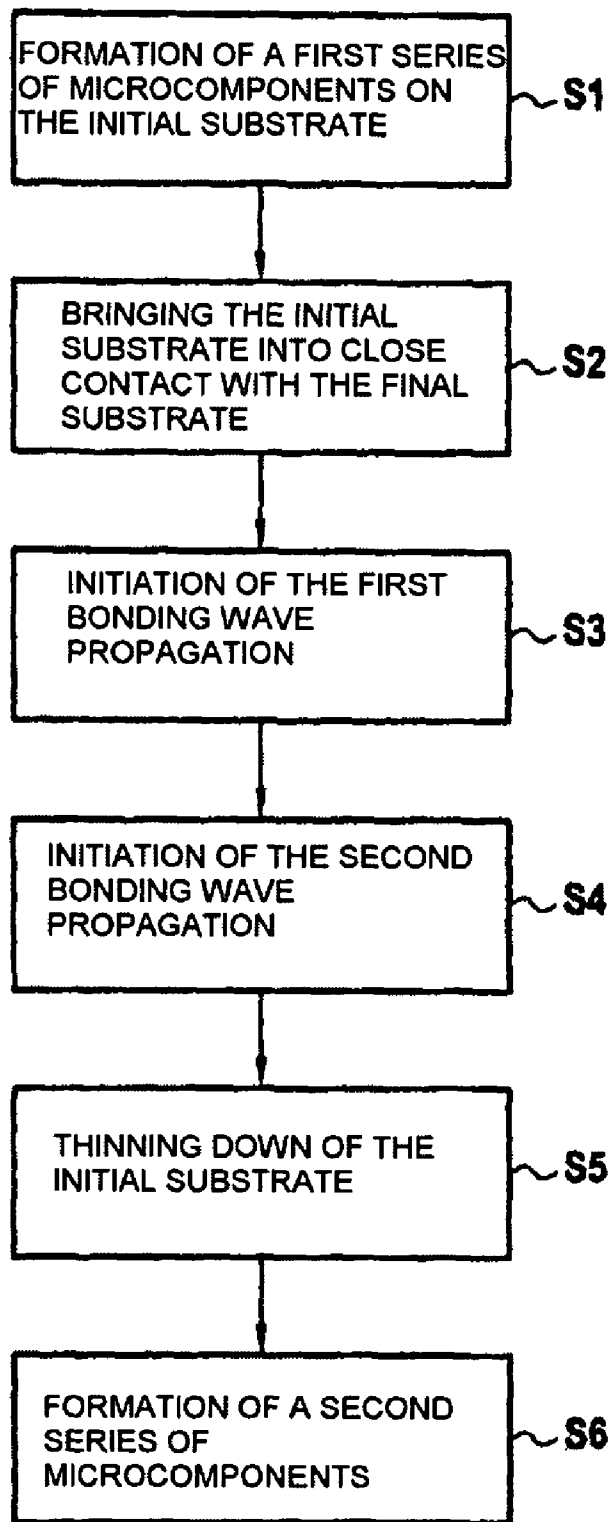 FORMATION OF A FIRST SERIES
OF MICROCOMPONENTS ON
THE INITIAL SUBSTRATE
S1
BRINGING THE INITIAL
SUBSTRATE INTO CLOSE
CONTACT WITH THE FINAL
SUBSTRATE
S2
INITIATION OF THE FIRST
BONDING WAVE
PROPAGATION
S3
INITIATION OF THE SECOND
BONDING WAVE
PROPAGATION
S4
THINNING DOWN OF THE
INITIAL SUBSTRATE
S5
FORMATION OF A SECOND
SERIES OF
MICROCOMPONENTS
S6